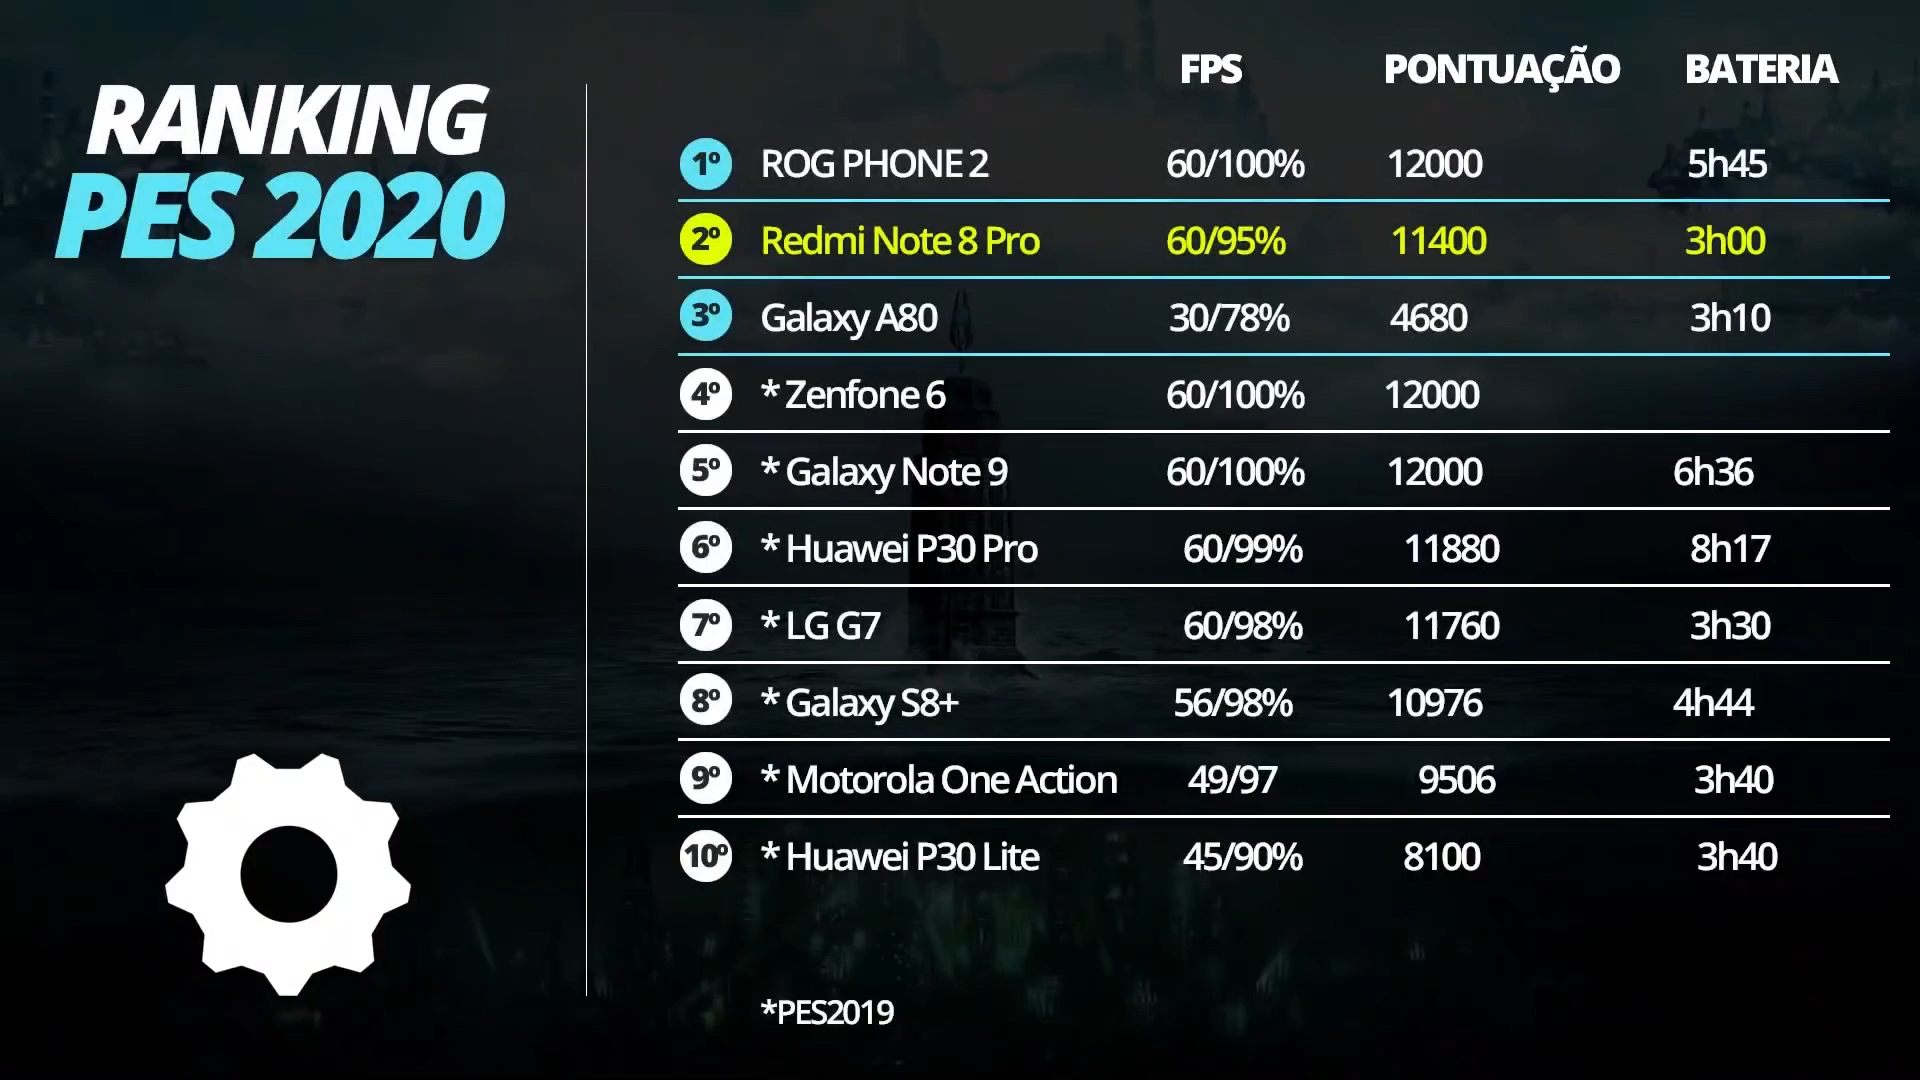 RANKING
PES 2020
FPS PONTUAÇÃO BATERIA
1º ROG PHONE 2 60/100% 12000 5h45
2º Redmi Note 8 Pro 60/95% 11400 3h00
3º Galaxy A80 30/78% 4680 3h10
4º * Zenfone 6 60/100% 12000
5º * Galaxy Note 9 60/100% 12000 6h36
6º * Huawei P30 Pro 60/99% 11880 8h17
7º * LG G7 60/98% 11760 3h30
8º * Galaxy S8+ 56/98% 10976 4h44
9º * Motorola One Action 49/97 9506 3h40
10º * Huawei P30 Lite 45/90% 8100 3h40
*PES2019